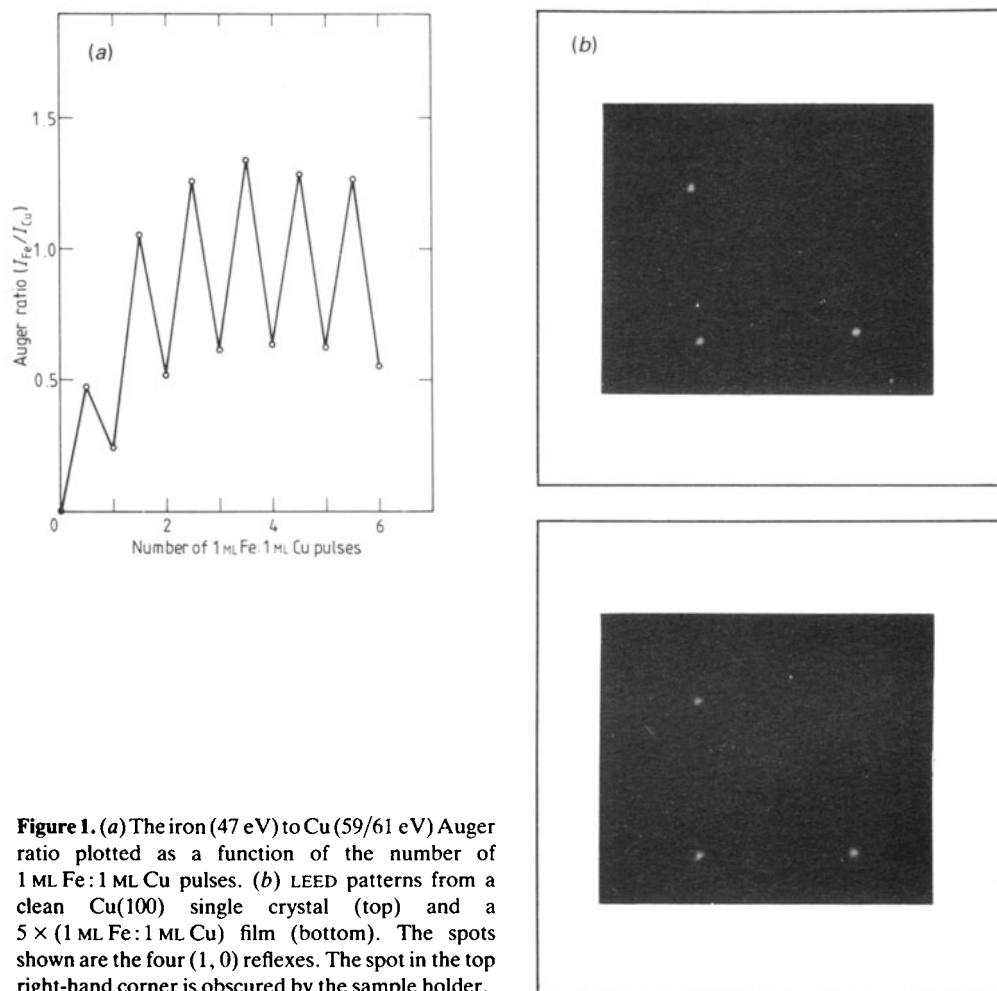 (a)
1.5
1.0
0.5
0 2 4 6
Auger ratio (I_Fe/I_Cu)
Number of 1 ML Fe:1 ML Cu pulses
(b)
Figure 1. (a) The iron (47 eV) to Cu (59/61 eV) Auger
ratio plotted as a function of the number of
1 ML Fe:1 ML Cu pulses. (b) LEED patterns from a
clean Cu(100) single crystal (top) and a
5 × (1 ML Fe:1 ML Cu) film (bottom). The spots
shown are the four (1, 0) reflexes. The spot in the top
right-hand corner is obscured by the sample holder.